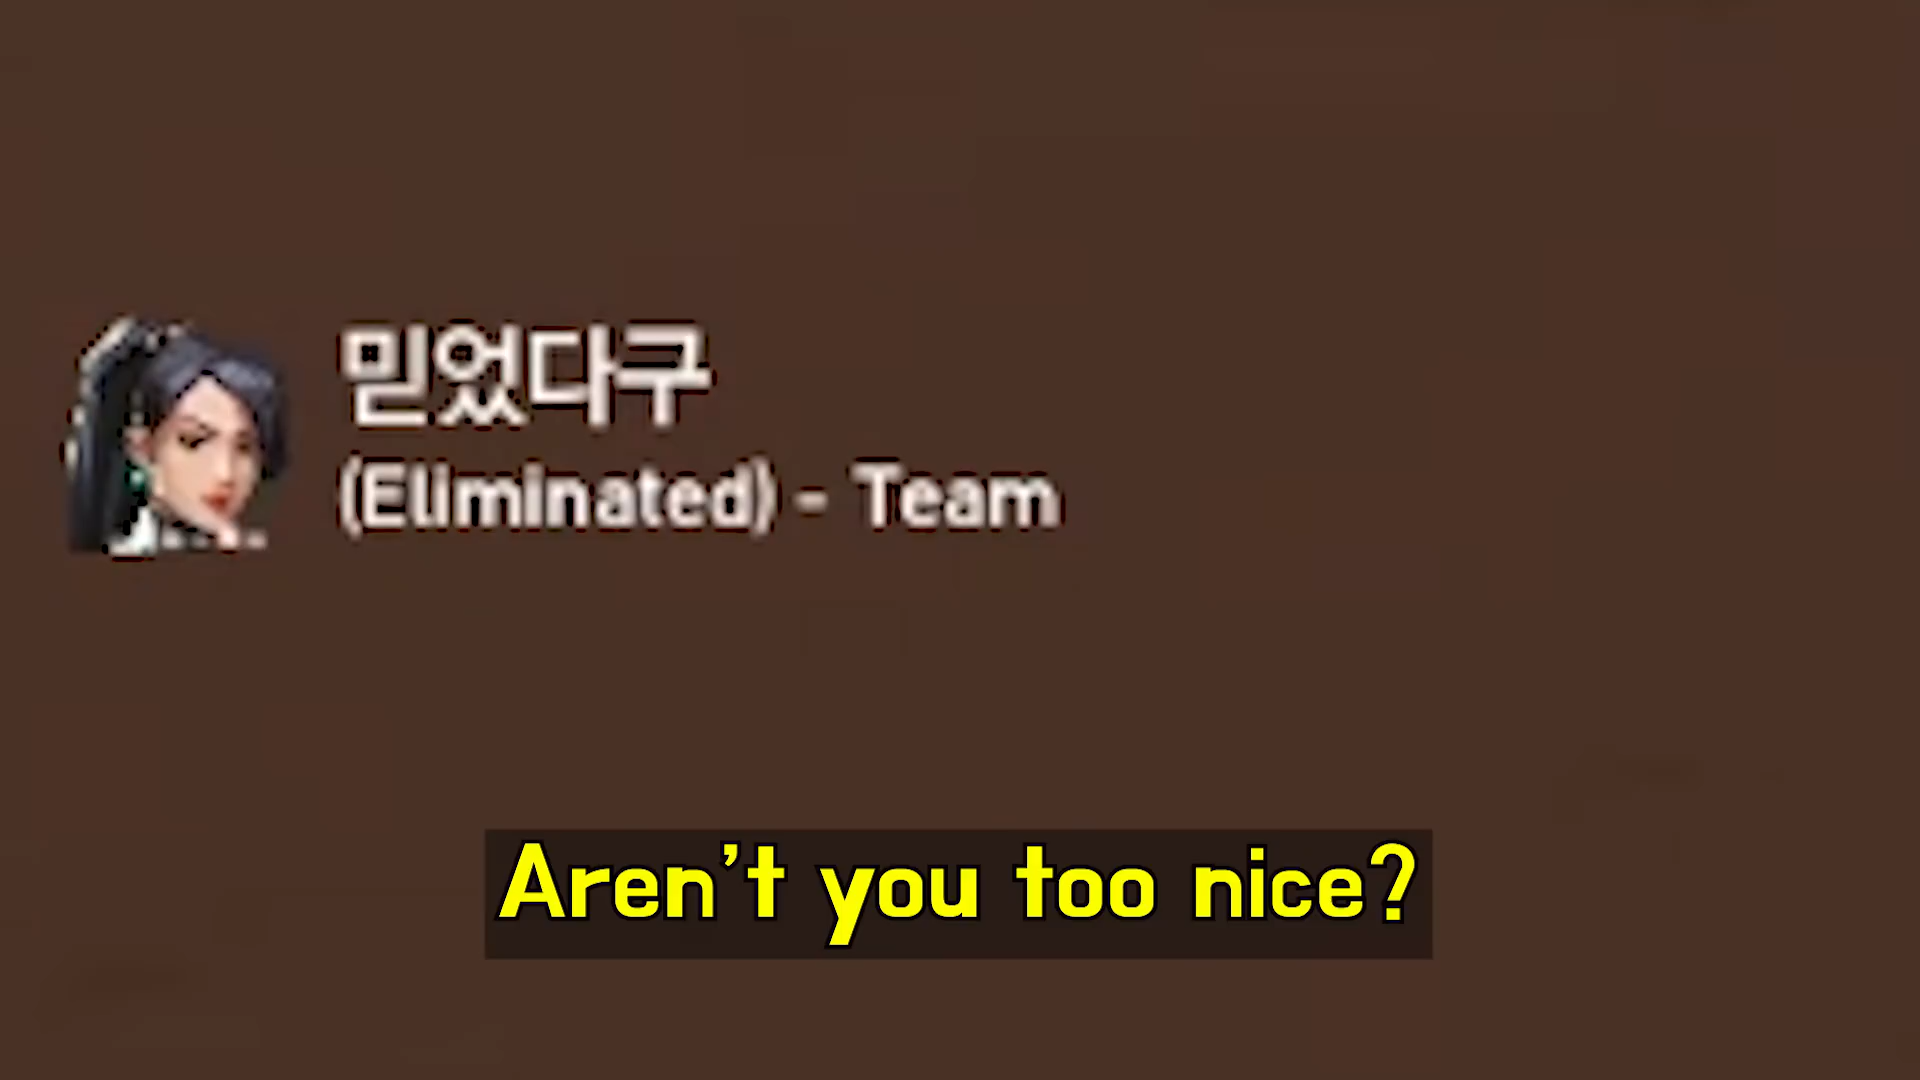 믿었다구
(Eliminated) - Team
Aren't you too nice?